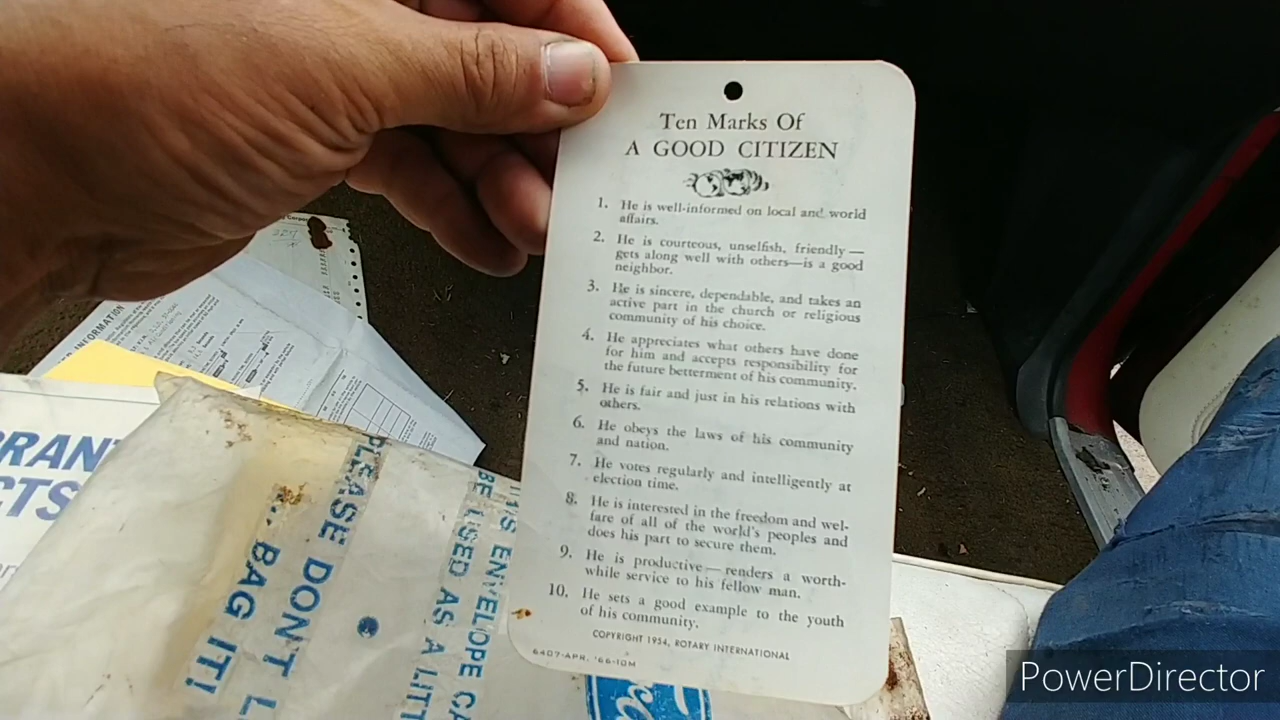 Ten Marks Of
A GOOD CITIZEN
1. He is well-informed on local and world
affairs.
2. He is courteous, unselfish, friendly —
gets along well with others—is a good
neighbor.
3. He is sincere, dependable, and takes an
active part in the church or religious
community of his choice.
4. He appreciates what others have done
for him and accepts responsibility for
the future betterment of his community.
5. He is fair and just in his relations with
others.
6. He obeys the laws of his community
and nation.
7. He votes regularly and intelligently at
election time.
8. He is interested in the freedom and wel-
fare of all of the world's peoples and
does his part to secure them.
9. He is productive — renders a worth-
while service to his fellow man.
10. He sets a good example to the youth
of his community.
COPYRIGHT 1954, ROTARY INTERNATIONAL
6407-APR. '66-10M
INFORMATION
PLEASE DON'T L
... BAG IT!
THIS ENVELOPE CA
BE USED AS A LITT
PowerDirector